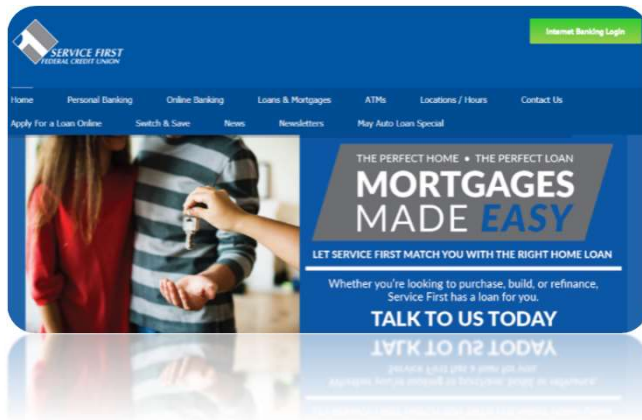 Internet Banking Login
SERVICE FIRST
FEDERAL CREDIT UNION
Home Personal Banking Online Banking Loans & Mortgages ATMs Locations / Hours Contact Us
Apply For a Loan Online Switch & Save News Newsletters May Auto Loan Special
THE PERFECT HOME • THE PERFECT LOAN
MORTGAGES
MADE EASY
LET SERVICE FIRST MATCH YOU WITH THE RIGHT HOME LOAN
Whether you're looking to purchase, build, or refinance,
Service First has a loan for you.
TALK TO US TODAY